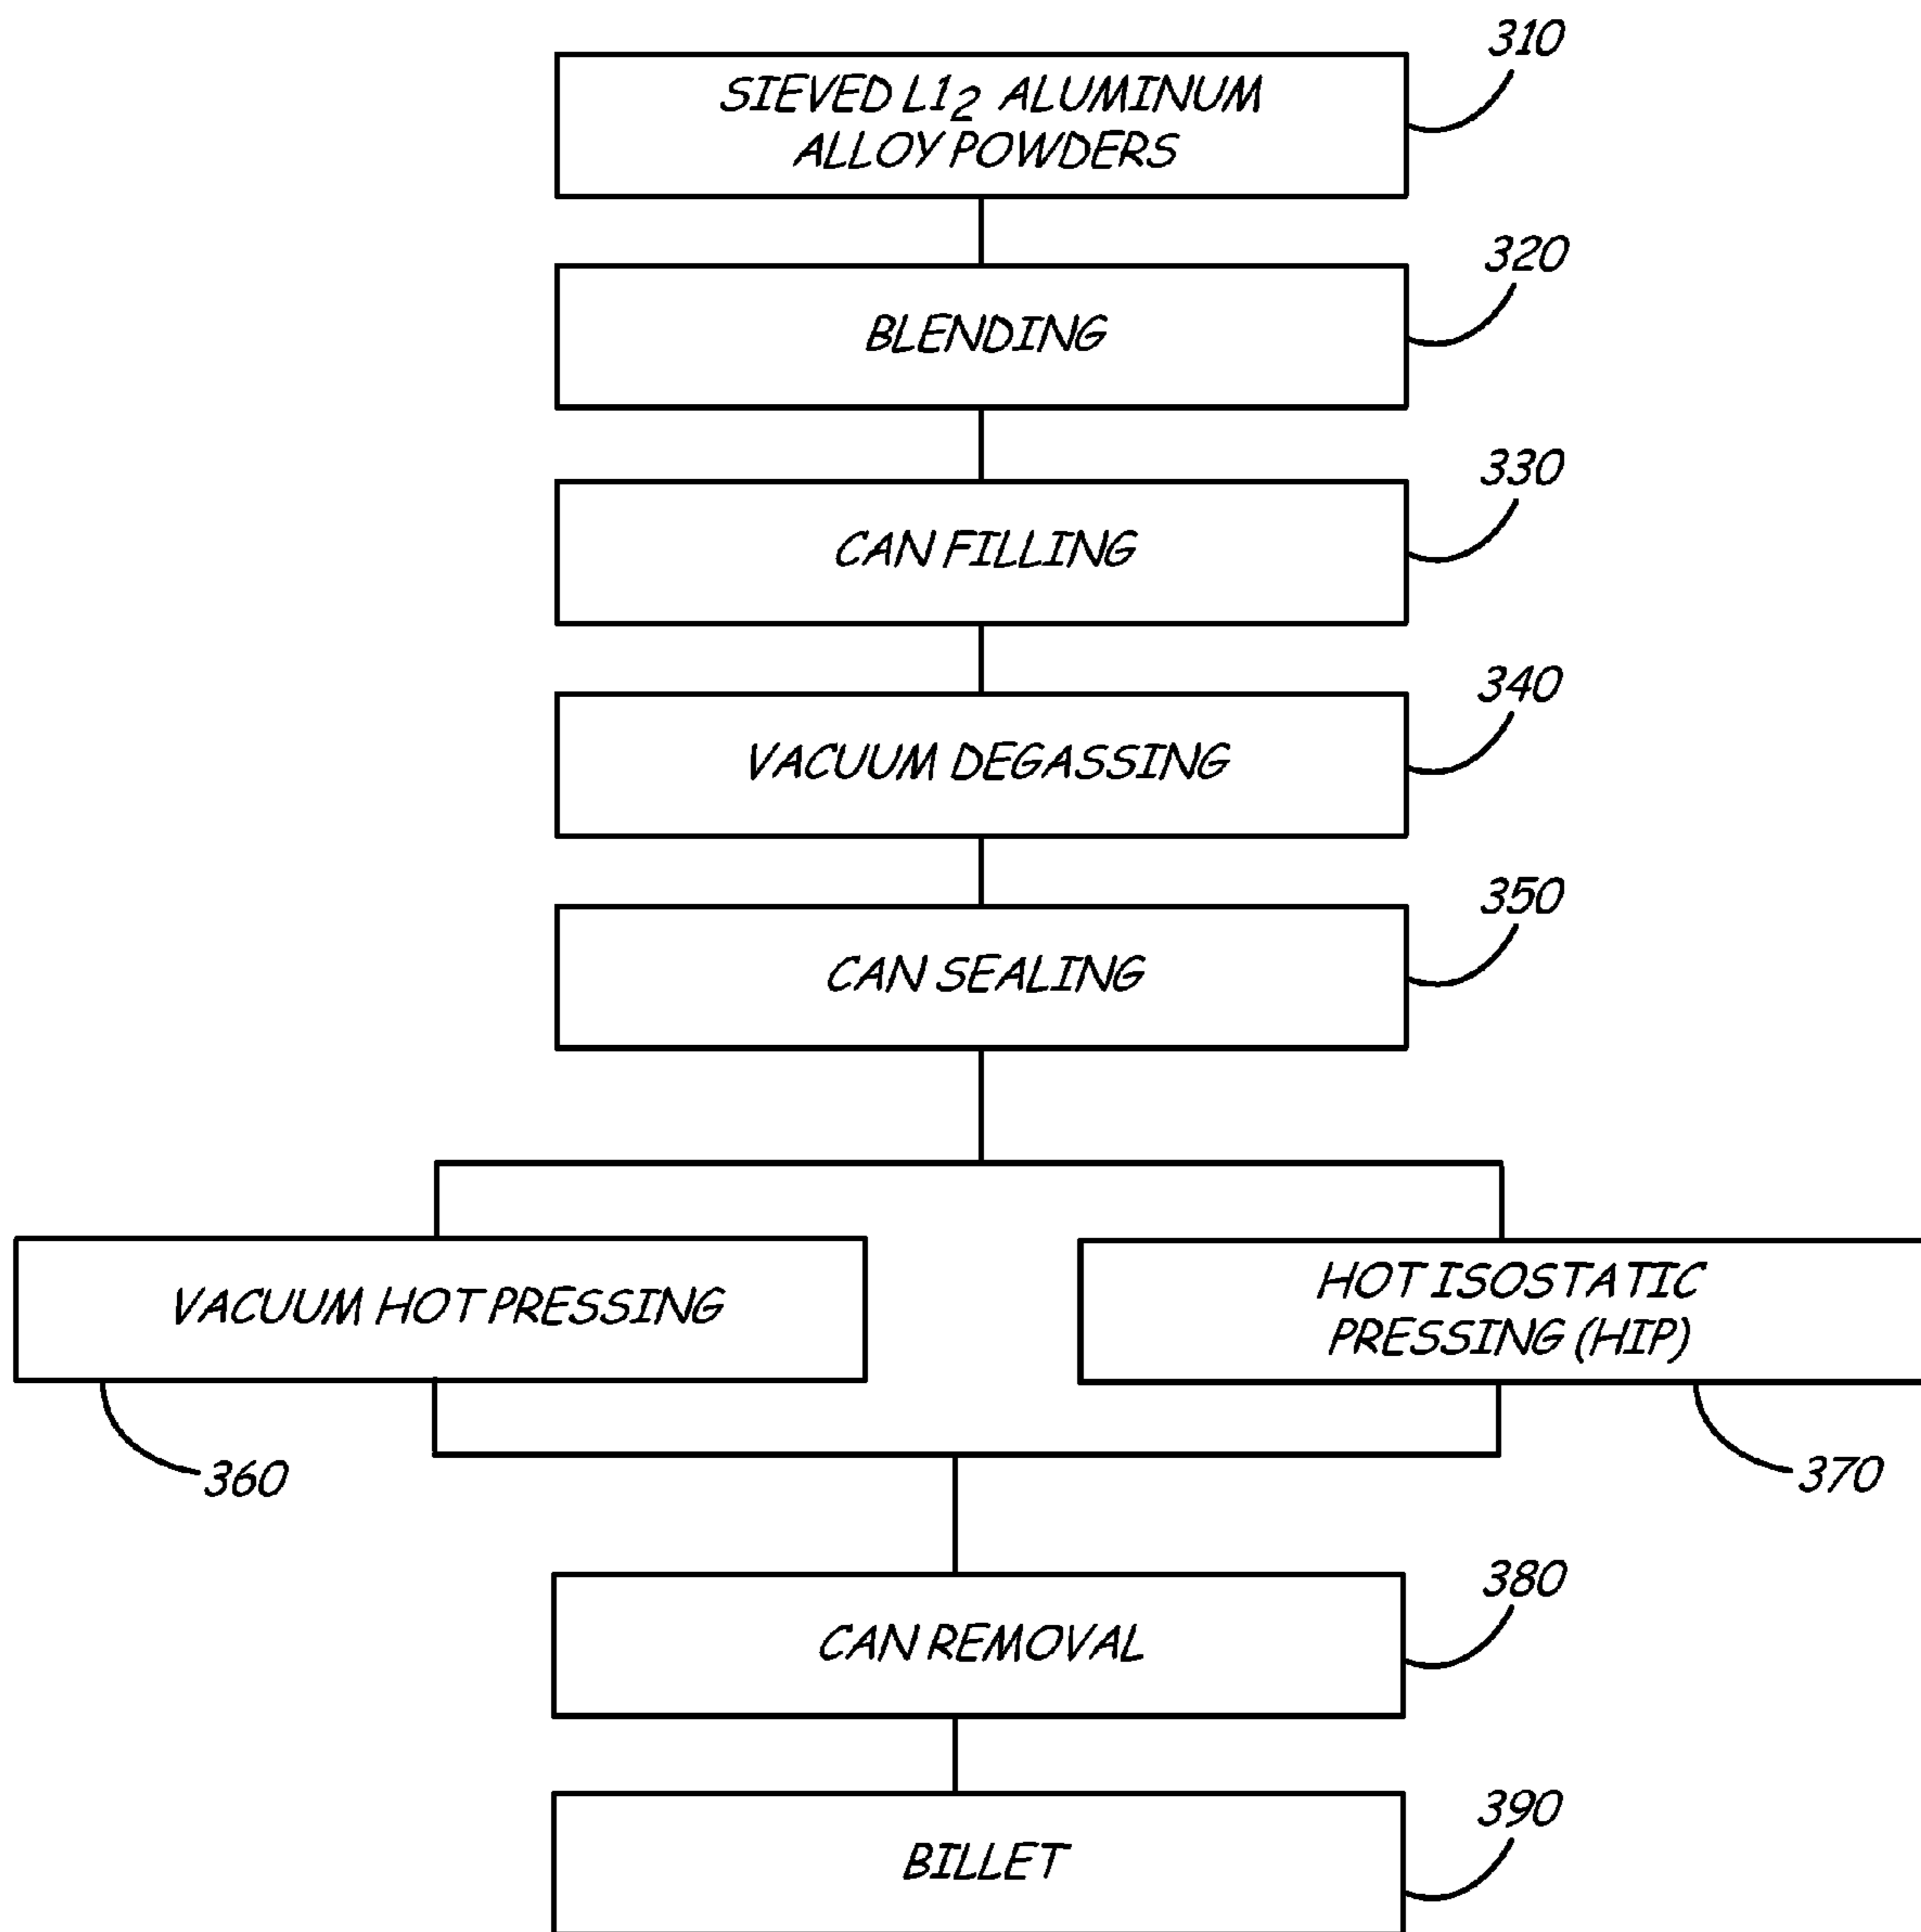 310
SIEVED L1₂ ALUMINUM
ALLOY POWDERS
320
BLENDING
330
CAN FILLING
340
VACUUM DEGASSING
350
CAN SEALING
VACUUM HOT PRESSING
HOT ISOSTATIC
PRESSING (HIP)
360
370
380
CAN REMOVAL
390
BILLET